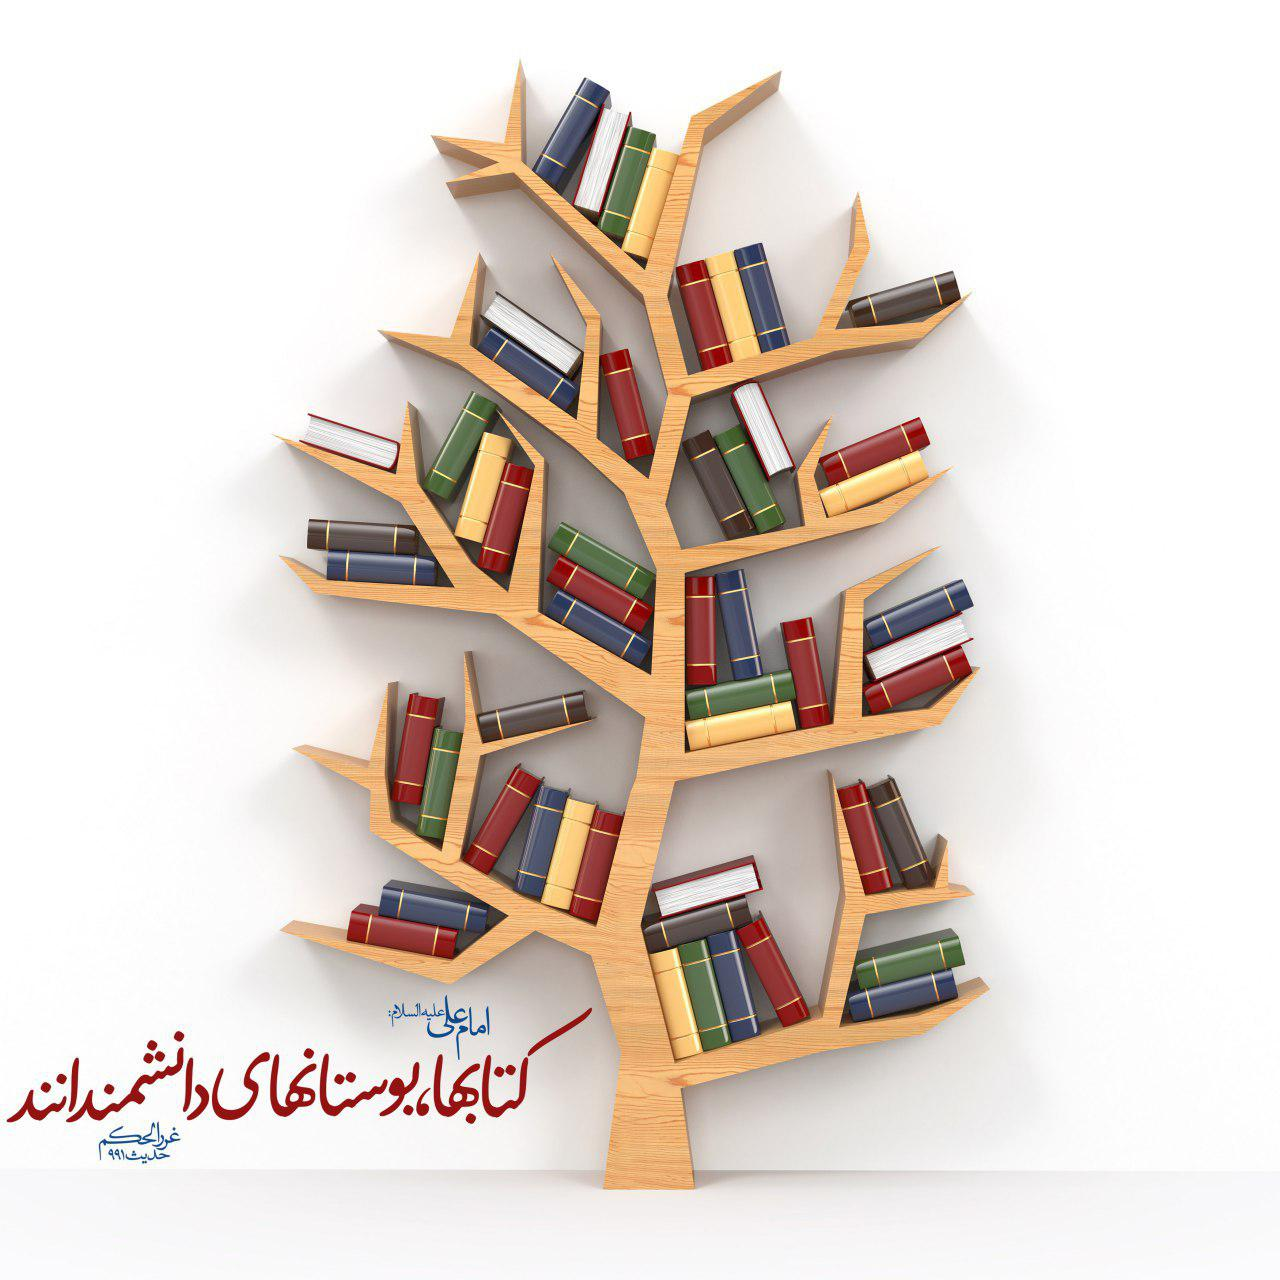 امام علی علیه السلام:
کتابها، بوستانهای دانشمندانند
غررالحکم
حدیث ۹۹۱